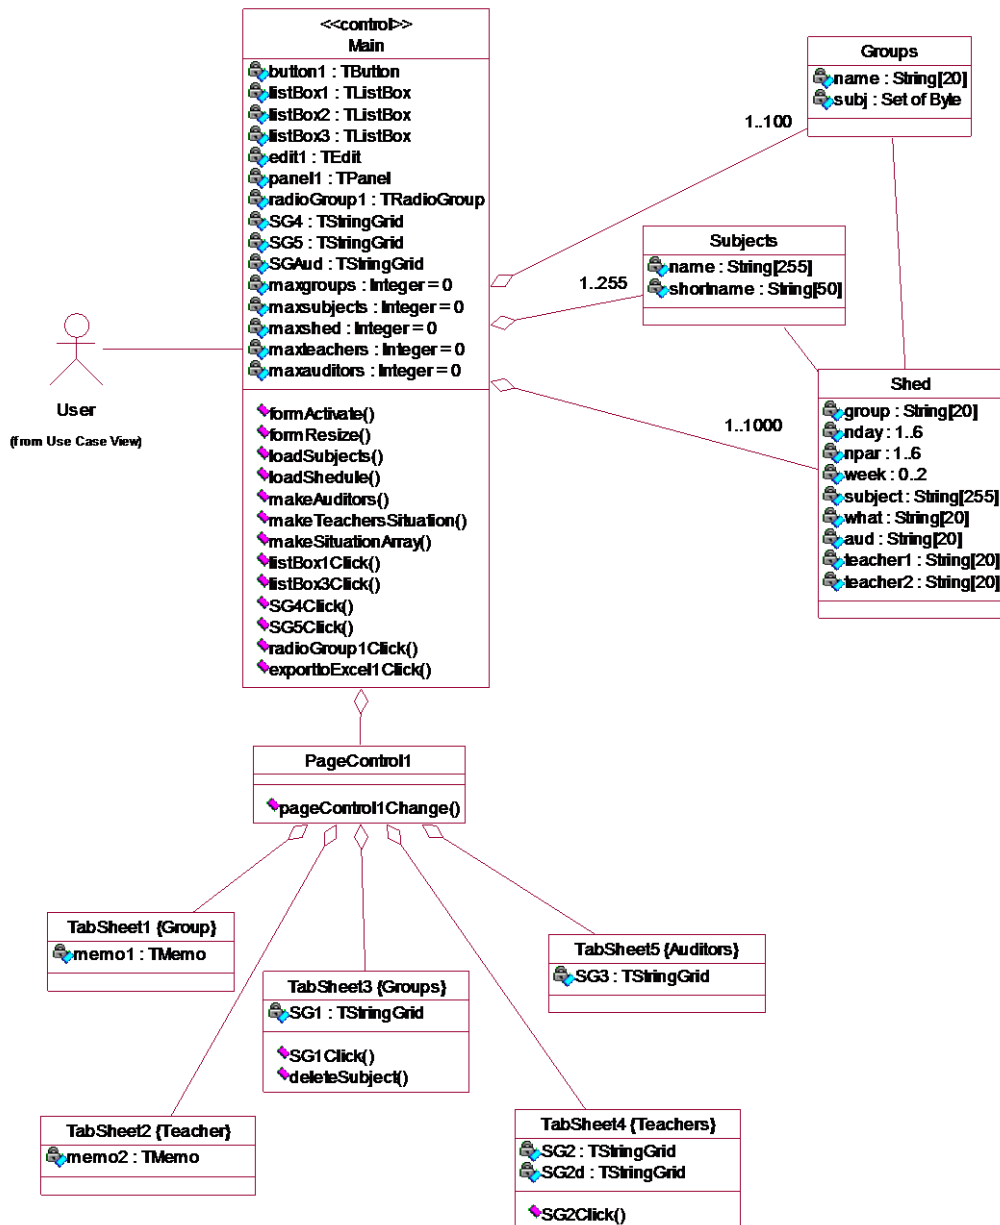 <<control>>
Main
button1 : TButton
listBox1 : TListBox
listBox2 : TListBox
listBox3 : TListBox
edit1 : TEdit
panel1 : TPanel
radioGroup1 : TRadioGroup
SG4 : TStringGrid
SG5 : TStringGrid
SGAud : TStringGrid
maxgroups : Integer = 0
maxsubjects : Integer = 0
maxshed : Integer = 0
maxteachers : Integer = 0
maxauditors : Integer = 0
formActivate()
formResize()
loadSubjects()
loadShedule()
makeAuditors()
makeTeachersSituation()
makeSituationArray()
listBox1Click()
listBox3Click()
SG4Click()
SG5Click()
radioGroup1Click()
exporttoExcel1Click()
User
(from Use Case View)
Groups
name : String[20]
subj : Set of Byte
1..100
Subjects
name : String[255]
shortname : String[50]
1..255
Shed
group : String[20]
nday : 1..6
npar : 1..6
week : 0..2
subject : String[255]
what : String[20]
aud : String[20]
teacher1 : String[20]
teacher2 : String[20]
1..1000
PageControl1
pageControl1Change()
TabSheet1 {Group}
memo1 : TMemo
TabSheet5 {Auditors}
SG3 : TStringGrid
TabSheet3 {Groups}
SG1 : TStringGrid
SG1Click()
deleteSubject()
TabSheet2 {Teacher}
memo2 : TMemo
TabSheet4 {Teachers}
SG2 : TStringGrid
SG2d : TStringGrid
SG2Click()